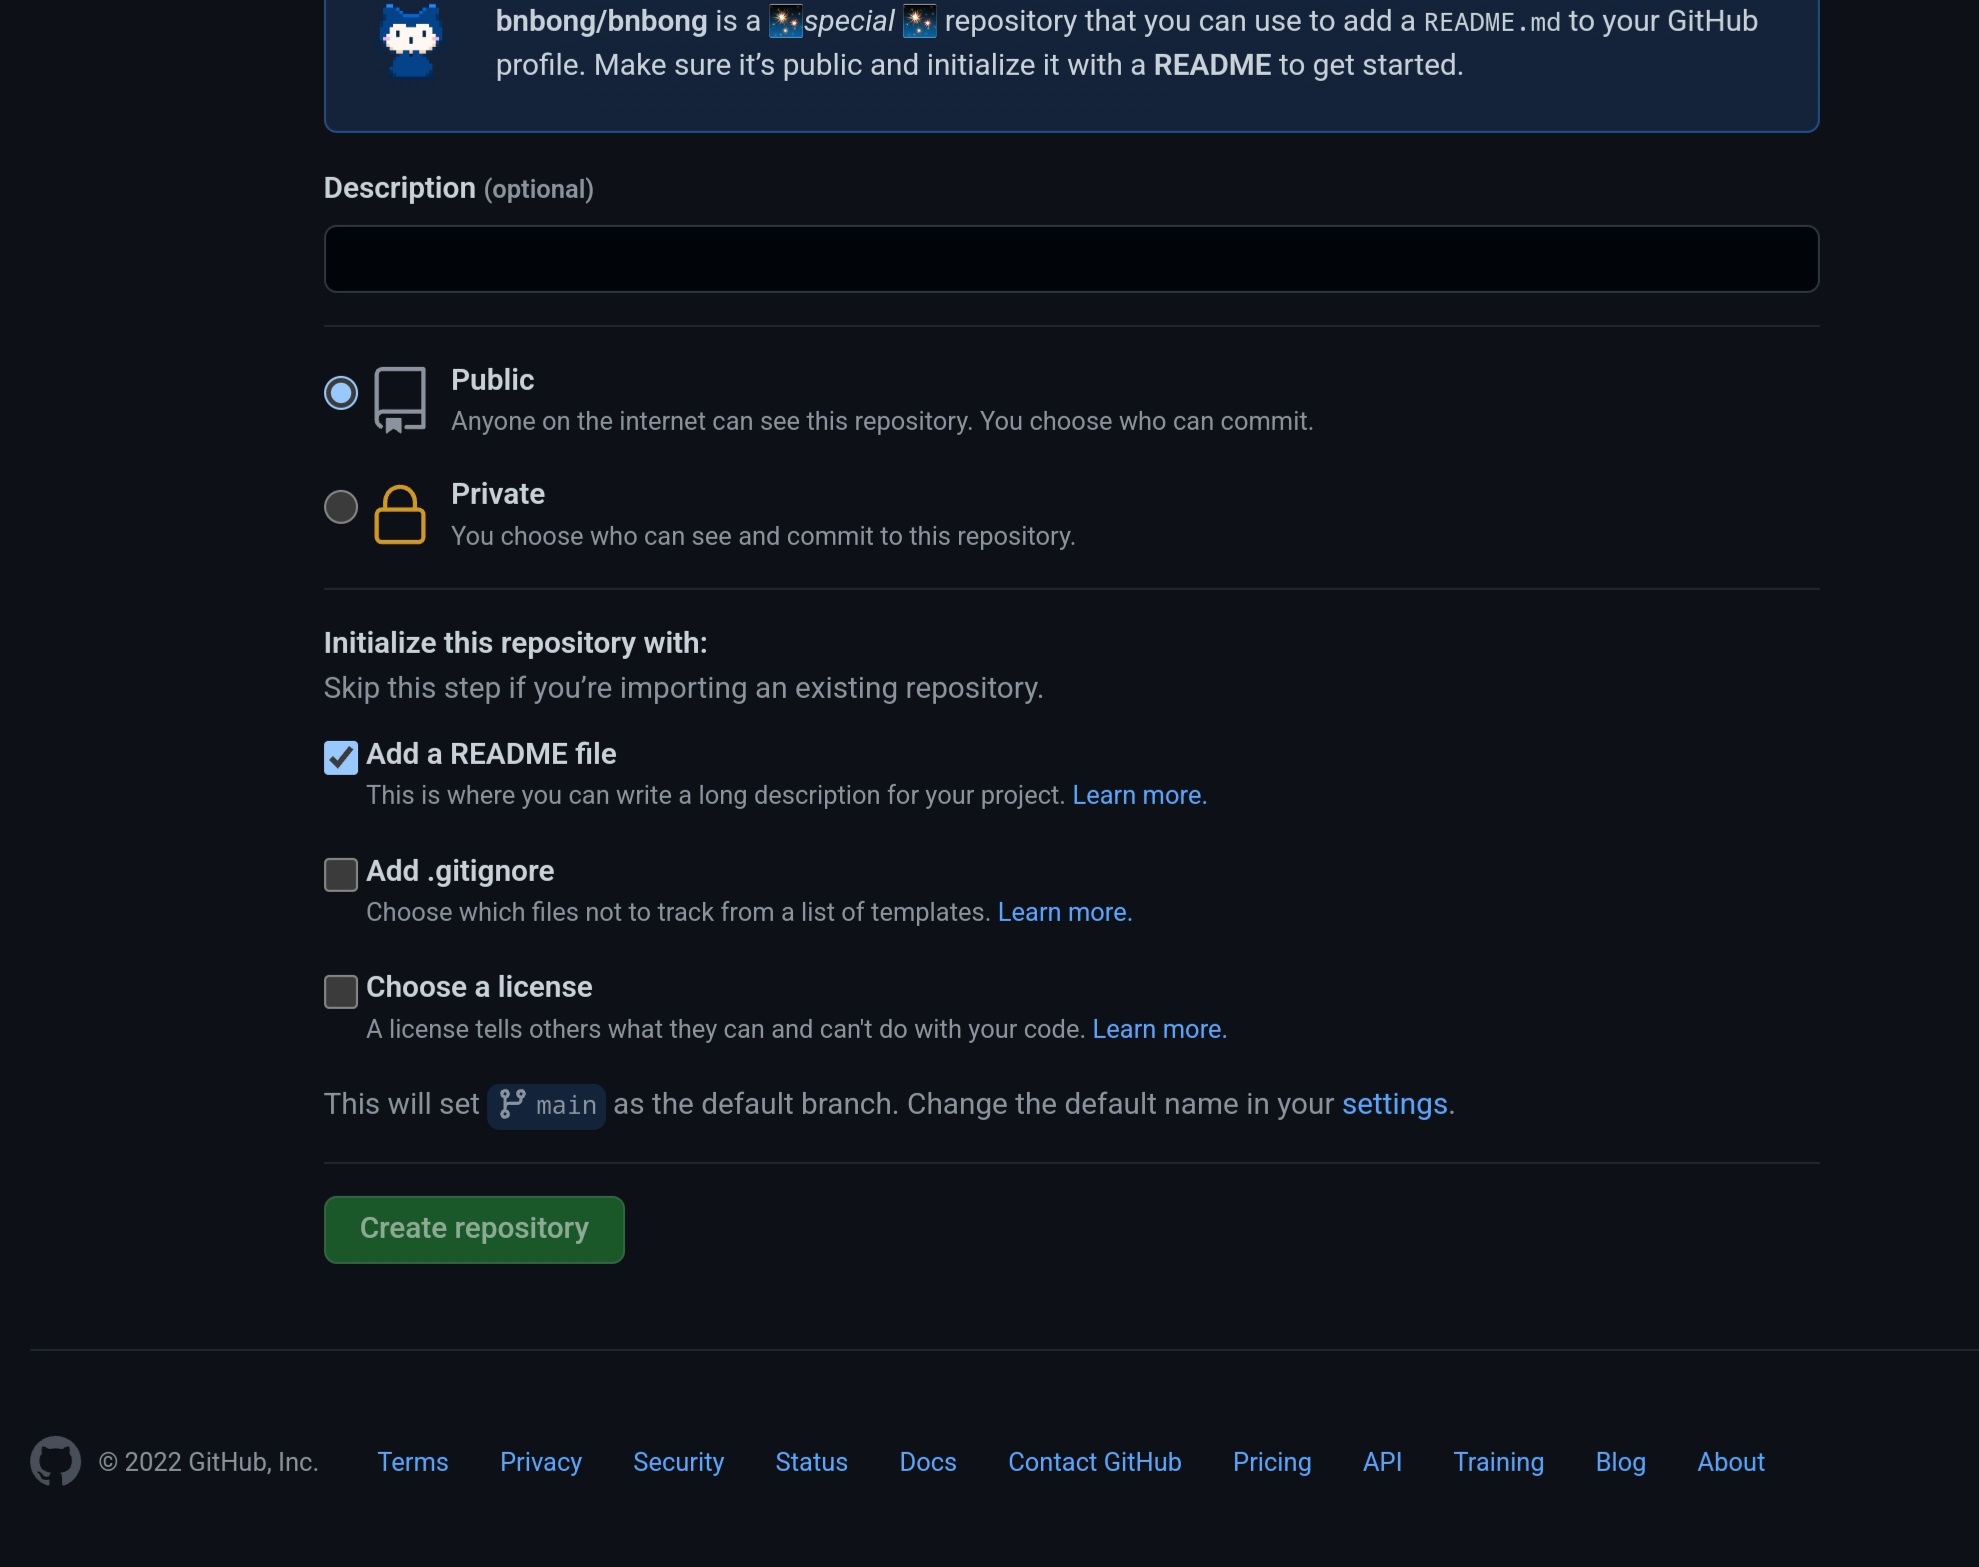 bnbong/bnbong is a 🎇special 🎇 repository that you can use to add a README.md to your GitHub
profile. Make sure it’s public and initialize it with a README to get started.
Description (optional)
Public
Anyone on the internet can see this repository. You choose who can commit.
Private
You choose who can see and commit to this repository.
Initialize this repository with:
Skip this step if you’re importing an existing repository.
Add a README file
This is where you can write a long description for your project. Learn more.
Add .gitignore
Choose which files not to track from a list of templates. Learn more.
Choose a license
A license tells others what they can and can't do with your code. Learn more.
This will set main as the default branch. Change the default name in your settings.
Create repository
© 2022 GitHub, Inc. Terms Privacy Security Status Docs Contact GitHub Pricing API Training Blog About